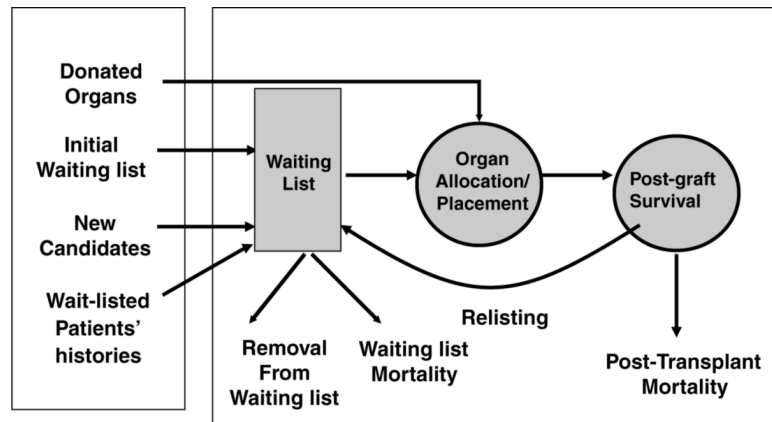 Donated
Organs
Initial
Waiting list
New
Candidates
Wait-listed
Patients'
histories
Waiting
List
Organ
Allocation/
Placement
Post-graft
Survival
Relisting
Removal
From
Waiting list
Waiting list
Mortality
Post-Transplant
Mortality